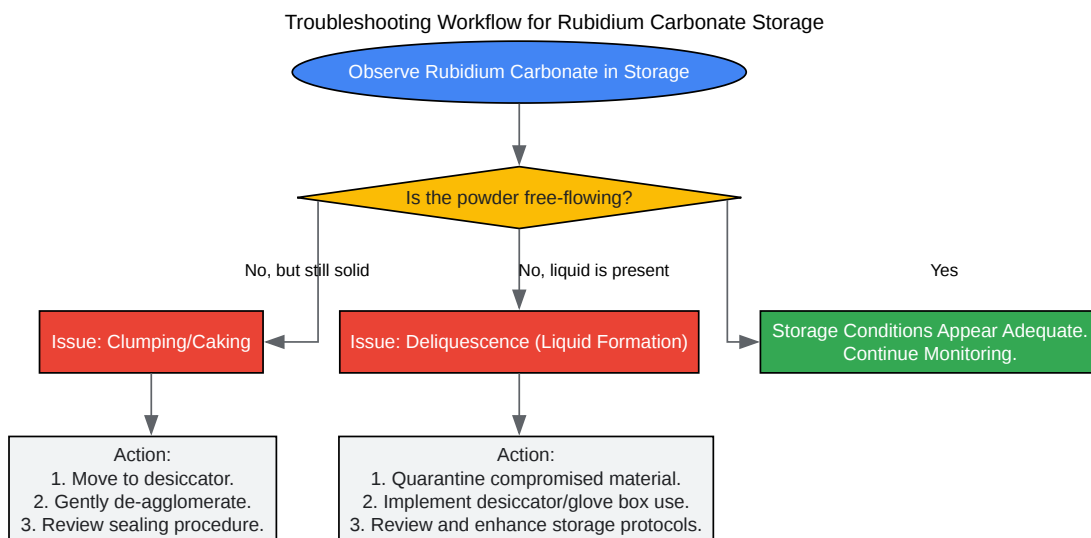 Troubleshooting Workflow for Rubidium Carbonate Storage
Observe Rubidium Carbonate in Storage
Is the powder free-flowing?
No, but still solid
No, liquid is present
Yes
Issue: Clumping/Caking
Issue: Deliquescence (Liquid Formation)
Storage Conditions Appear Adequate.
Continue Monitoring.
Action:
1. Move to desiccator.
2. Gently de-agglomerate.
3. Review sealing procedure.
Action:
1. Quarantine compromised material.
2. Implement desiccator/glove box use.
3. Review and enhance storage protocols.